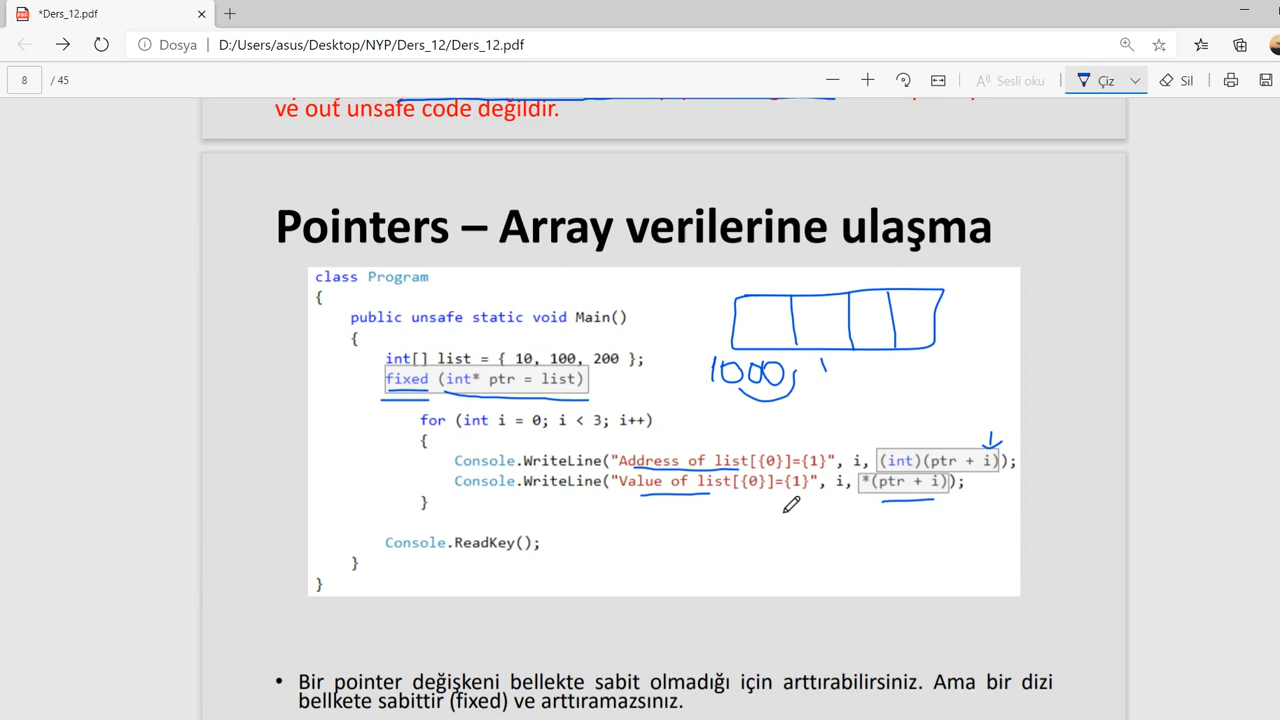 *Ders_12.pdf
Dosya D:/Users/asus/Desktop/NYP/Ders_12/Ders_12.pdf
8 / 45 Sesli oku Çiz Sil
ve out unsafe code değildir.
Pointers – Array verilerine ulaşma
class Program
{
public unsafe static void Main()
{
int[] list = { 10, 100, 200 };
fixed (int* ptr = list)
1000,
for (int i = 0; i < 3; i++)
{
Console.WriteLine("Address of list[{0}]={1}", i, (int)(ptr + i));
Console.WriteLine("Value of list[{0}]={1}", i, *(ptr + i));
}
Console.ReadKey();
}
}
• Bir pointer değişkeni bellekte sabit olmadığı için arttırabilirsiniz. Ama bir dizi
bellkete sabittir (fixed) ve arttıramazsınız.